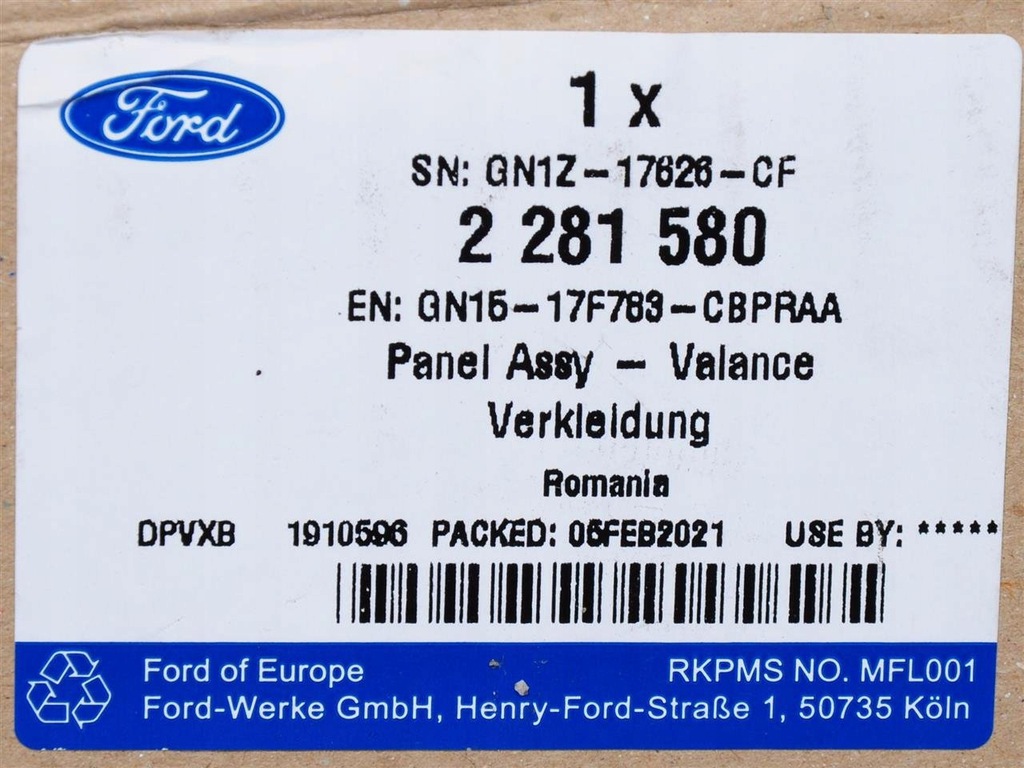 Ford
1 x
SN: GN1Z-17626-CF
2 281 580
EN: GN15-17F763-CBPRAA
Panel Assy - Valance
Verkleidung
Romania
DPVXB 1910596 PACKED: 05FEB2021 USE BY: *****
Ford of Europe RKPMS NO. MFL001
Ford-Werke GmbH, Henry-Ford-Straße 1, 50735 Köln